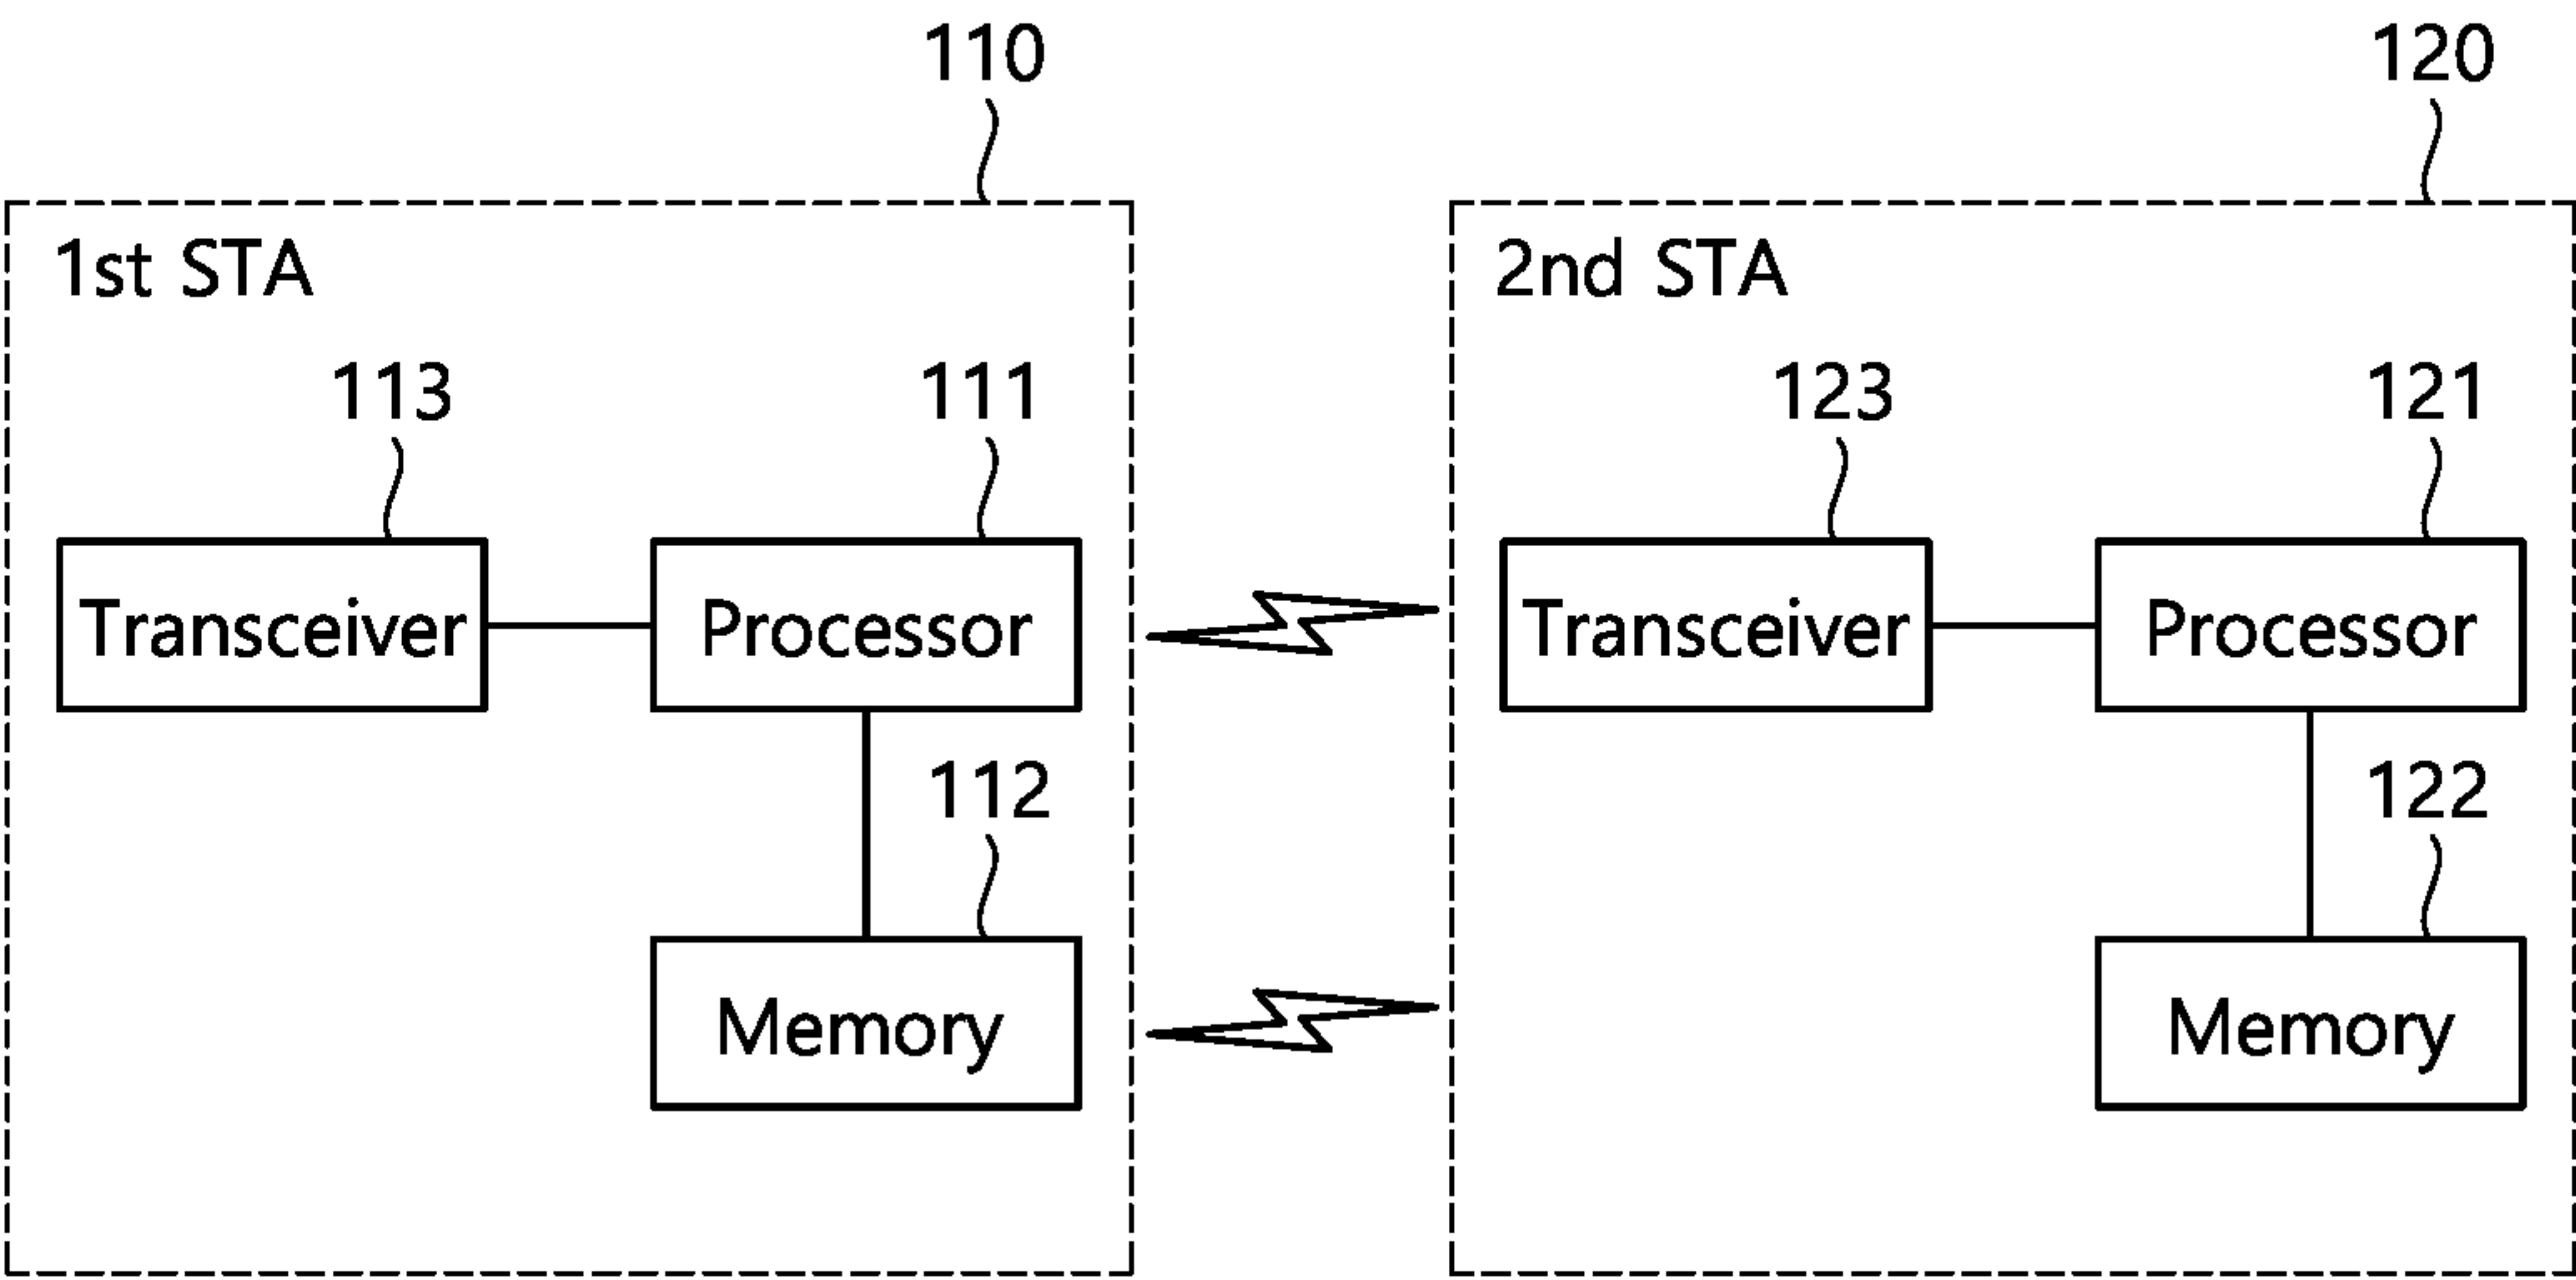 110
120
1st STA
2nd STA
113
111
123
121
Transceiver
Processor
Transceiver
Processor
112
122
Memory
Memory